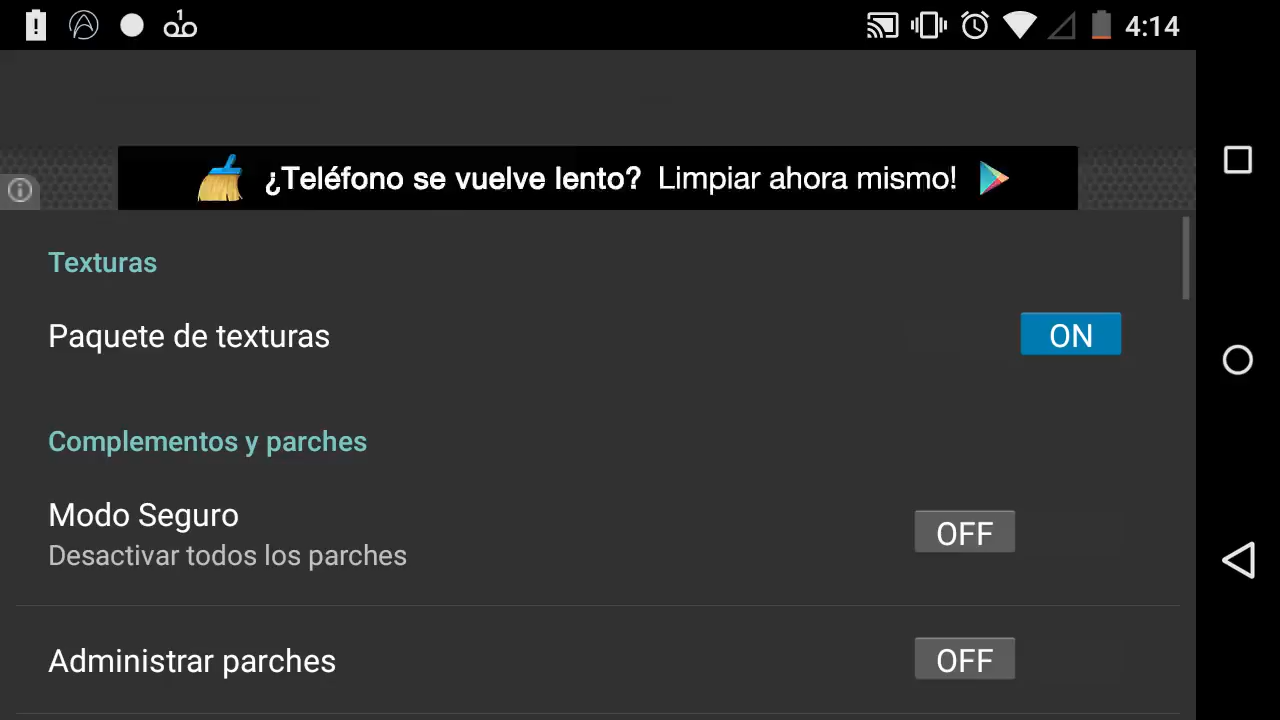 1
4:14
¿Teléfono se vuelve lento? Limpiar ahora mismo!
Texturas
Paquete de texturas ON
Complementos y parches
Modo Seguro
Desactivar todos los parches
OFF
Administrar parches OFF